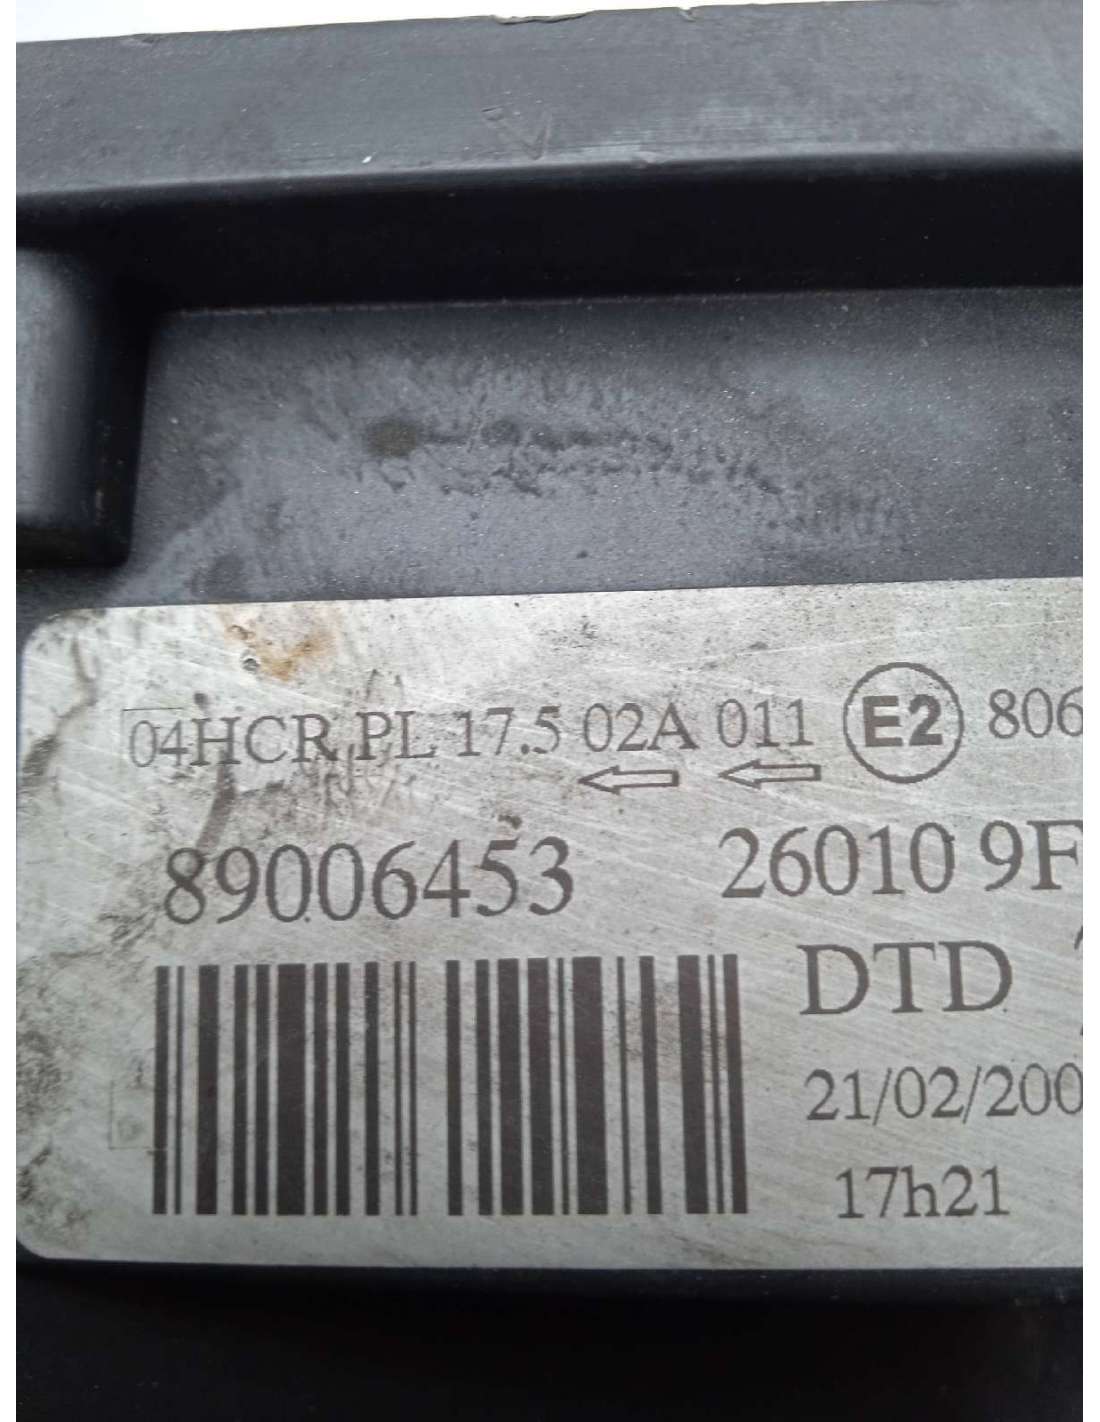 04HCR PL 17.5 02A 011 E2 806
89006453 26010 9F
DTD
21/02/200
17h21